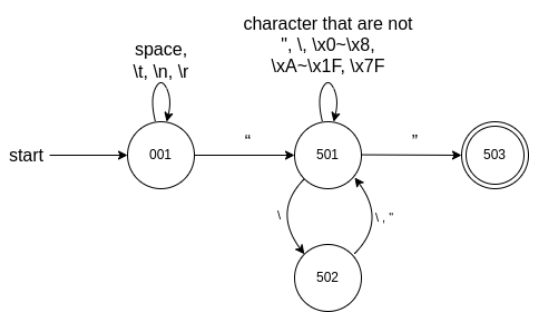 character that are not
", \, \x0~\x8,
\xA~\x1F, \x7F
space,
\t, \n, \r
start
001
“
501
”
503
\
\ , "
502